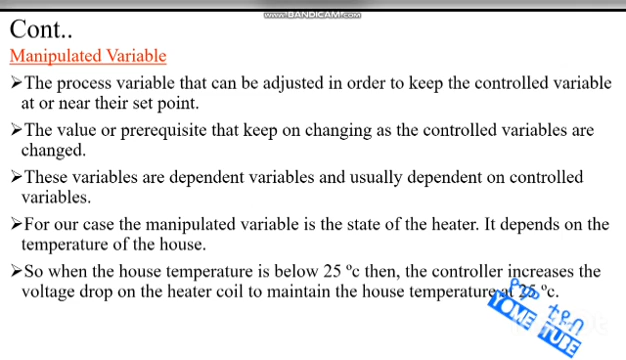 www.BANDICAM.com
Cont..
Manipulated Variable
➢The process variable that can be adjusted in order to keep the controlled variable
at or near their set point.
➢The value or prerequisite that keep on changing as the controlled variables are
changed.
➢These variables are dependent variables and usually dependent on controlled
variables.
➢For our case the manipulated variable is the state of the heater. It depends on the
temperature of the house.
➢So when the house temperature is below 25 ºc then, the controller increases the
voltage drop on the heater coil to maintain the house temperature at 25 ºc.
TUBE